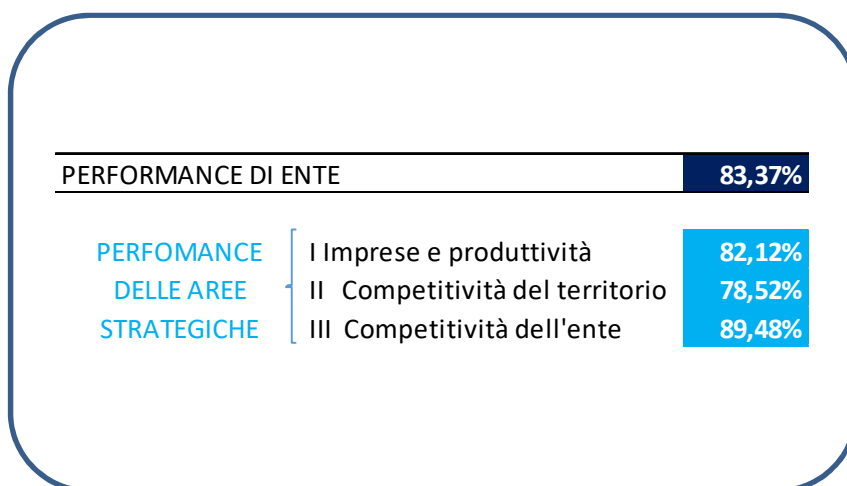 PERFORMANCE DI ENTE 83,37%
PERFOMANCE I Imprese e produttività 82,12%
DELLE AREE II Competitività del territorio 78,52%
STRATEGICHE III Competitività dell'ente 89,48%